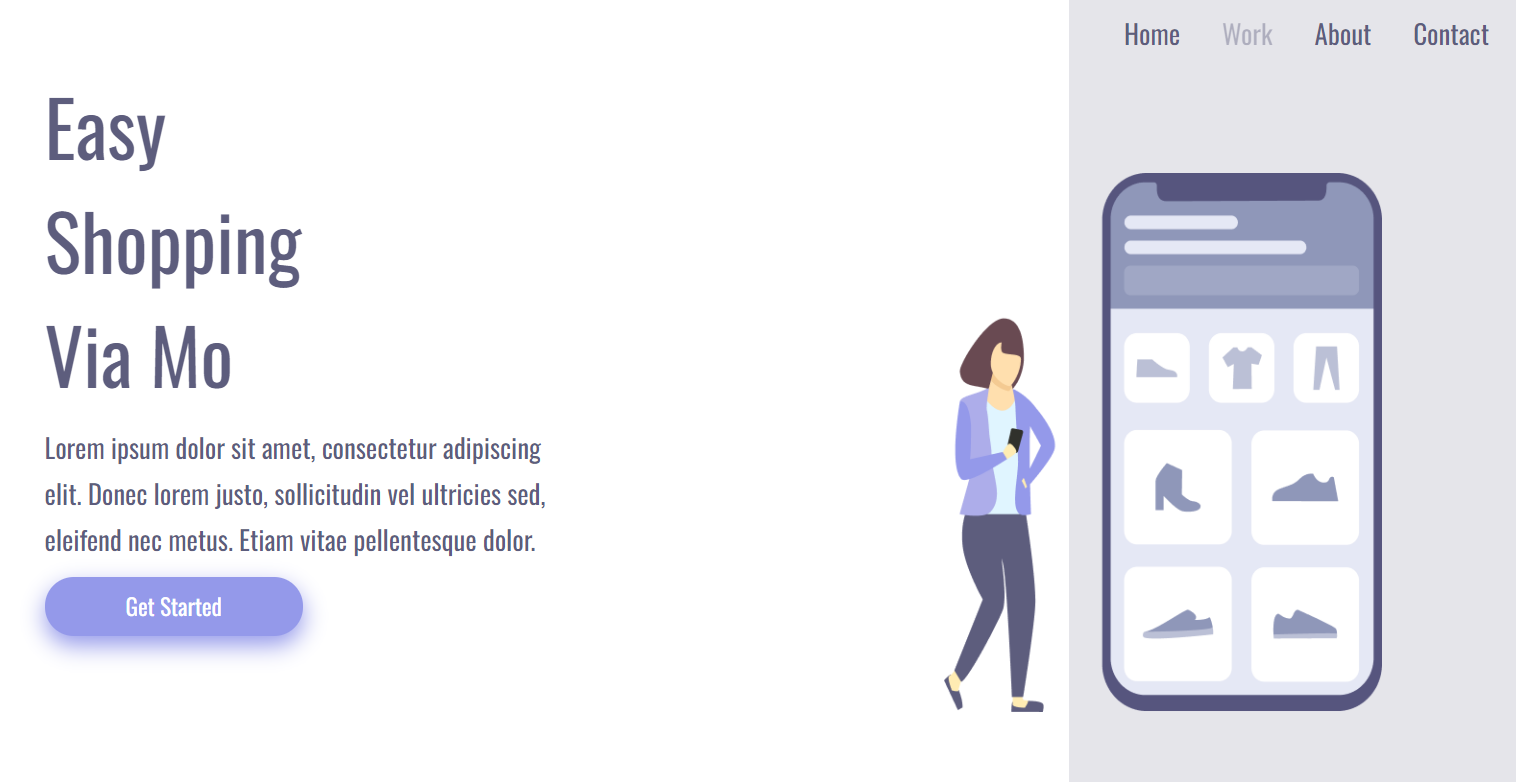 Home Work About Contact
Easy
Shopping
Via Mo
Lorem ipsum dolor sit amet, consectetur adipiscing
elit. Donec lorem justo, sollicitudin vel ultricies sed,
eleifend nec metus. Etiam vitae pellentesque dolor.
Get Started